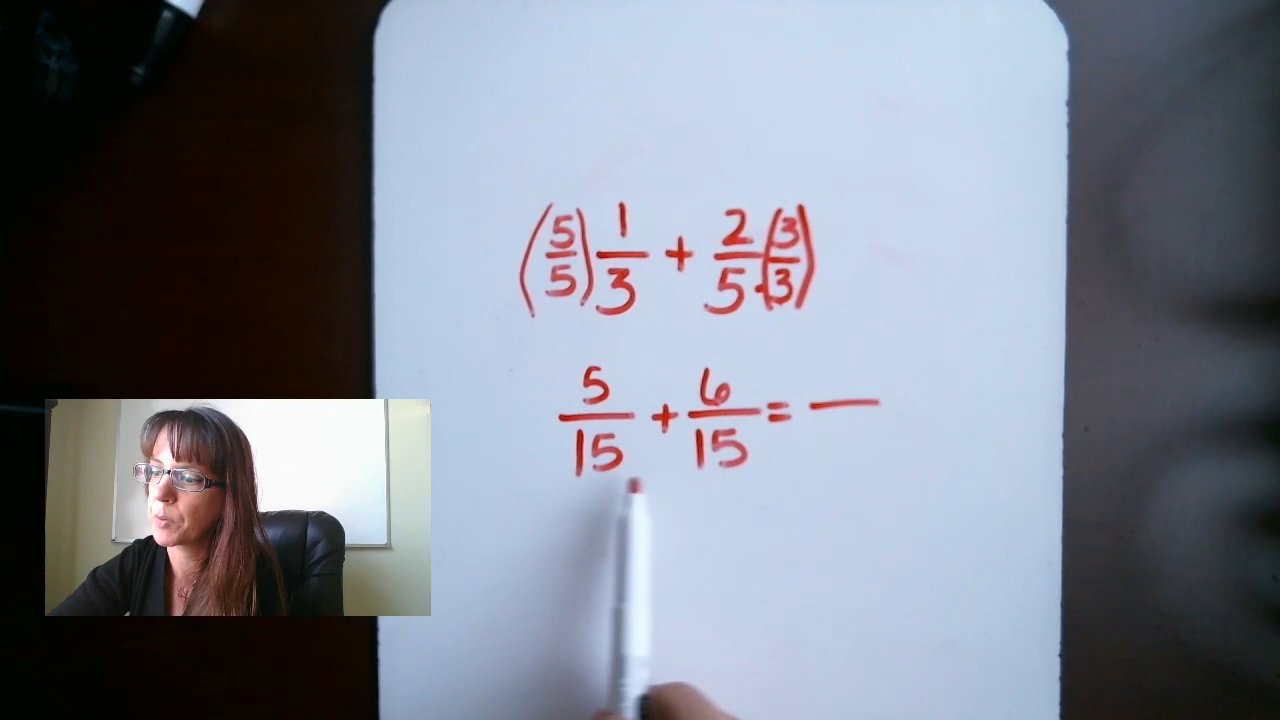 (5/5) 1/3 + 2/5 · (3/3)
5/15 + 6/15 = —